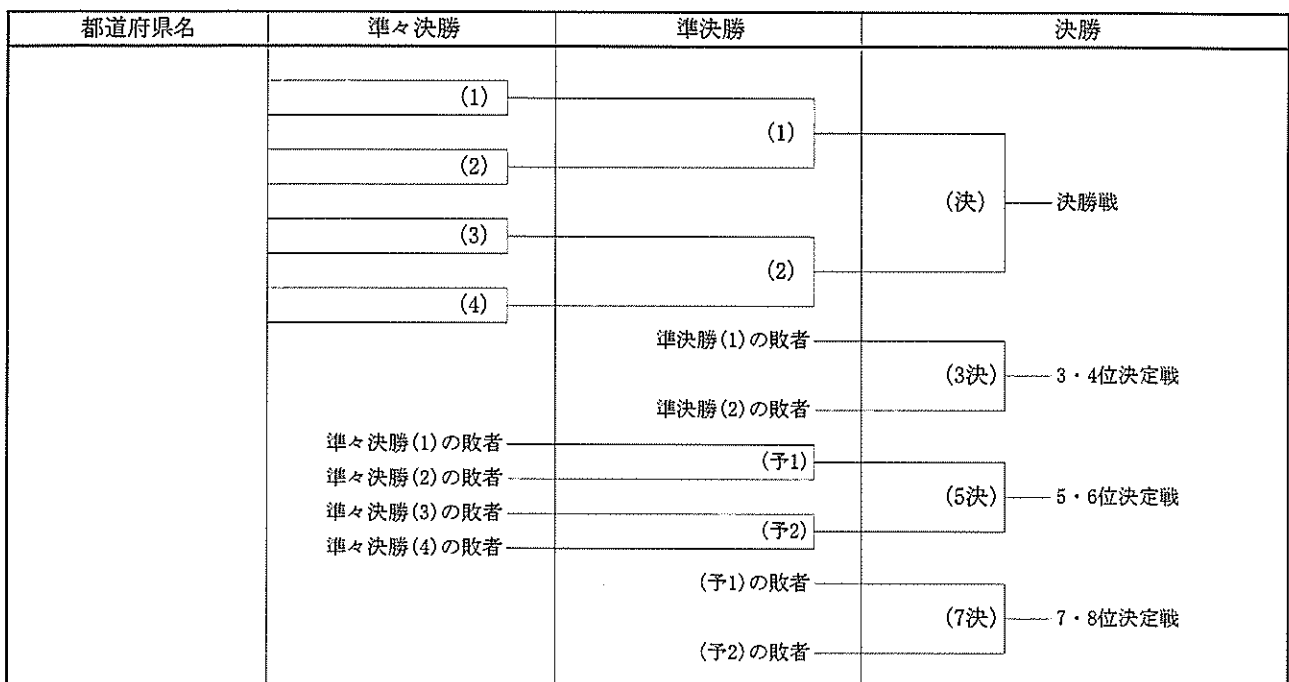 都道府県名 準々決勝 準決勝 決勝
(1)
(1)
(2)
(決) 決勝戦
(3)
(2)
(4)
準決勝(1)の敗者
(3決) 3・4位決定戦
準決勝(2)の敗者
準々決勝(1)の敗者
(予1)
準々決勝(2)の敗者
(5決) 5・6位決定戦
準々決勝(3)の敗者
(予2)
準々決勝(4)の敗者
(予1)の敗者
(7決) 7・8位決定戦
(予2)の敗者